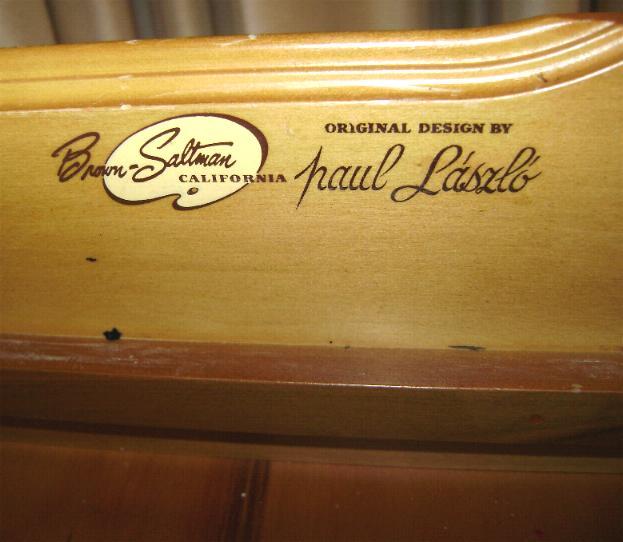 Brown-Saltman
CALIFORNIA
ORIGINAL DESIGN BY
paul László